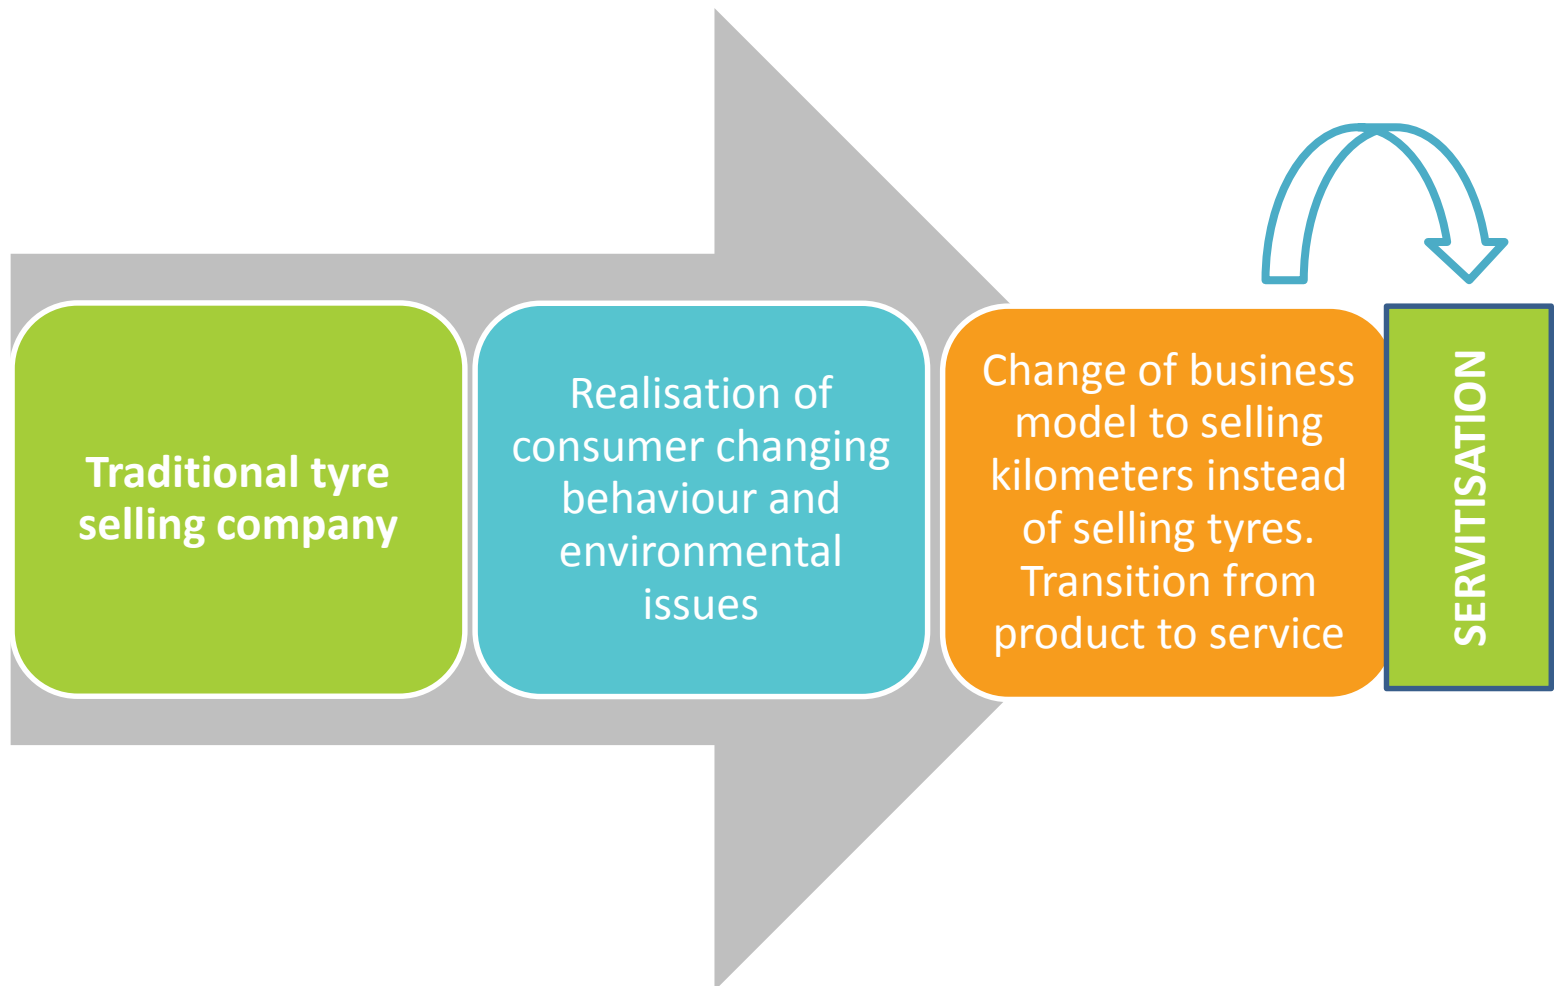 Traditional tyre
selling company
Realisation of
consumer changing
behaviour and
environmental
issues
Change of business
model to selling
kilometers instead
of selling tyres.
Transition from
product to service
SERVITISATION